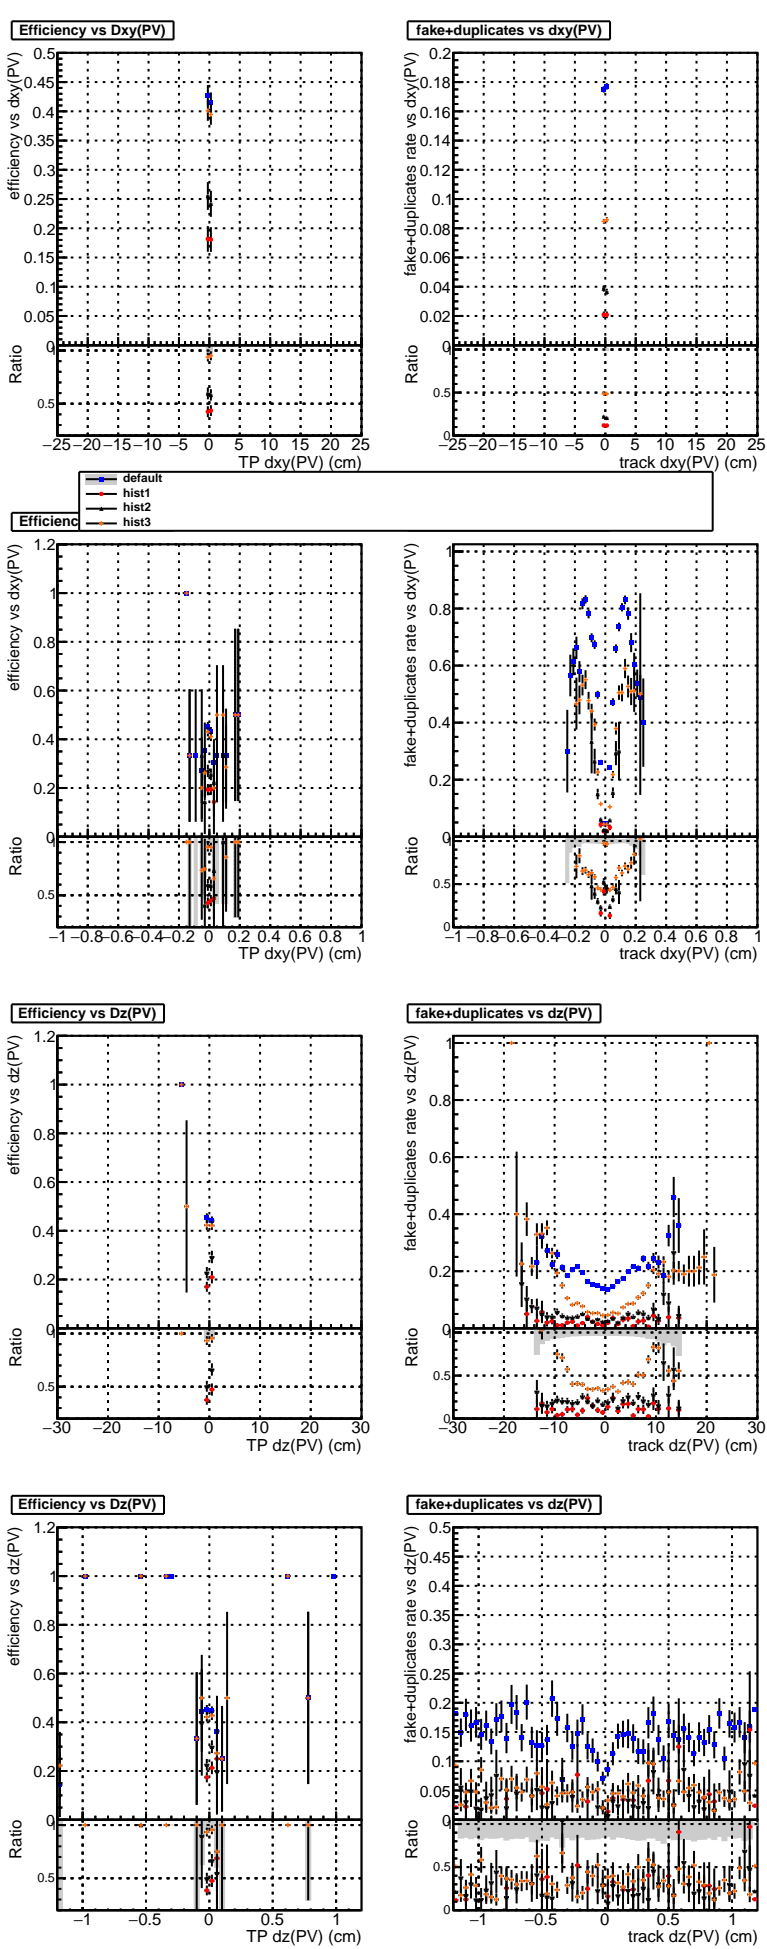 Efficiency vs Dxy(PV)
fake+duplicates vs dxy(PV)
efficiency vs dxy(PV)
0.5
0.45
0.4
0.35
0.3
0.25
0.2
0.15
0.1
0.05
0
Ratio
1
0.5
−25 −20 −15 −10 −5 0 5 10 15 20 25
TP dxy(PV) (cm)
fake+duplicates rate vs dxy(PV)
0.2
0.18
0.16
0.14
0.12
0.1
0.08
0.06
0.04
0.02
0
Ratio
1
0.5
0
−25 −20 −15 −10 −5 0 5 10 15 20 25
track dxy(PV) (cm)
default
hist1
hist2
hist3
Efficienc
efficiency vs dxy(PV)
1.2
1
0.8
0.6
0.4
0.2
0
Ratio
1
0.5
−1 −0.8 −0.6 −0.4 −0.2 0 0.2 0.4 0.6 0.8 1
TP dxy(PV) (cm)
fake+duplicates rate vs dxy(PV)
1
0.8
0.6
0.4
0.2
0
Ratio
1
0.5
0
−1 −0.8 −0.6 −0.4 −0.2 0 0.2 0.4 0.6 0.8 1
track dxy(PV) (cm)
Efficiency vs Dz(PV)
fake+duplicates vs dz(PV)
efficiency vs dz(PV)
1.2
1
0.8
0.6
0.4
0.2
0
Ratio
1
0.5
−30 −20 −10 0 10 20 30
TP dz(PV) (cm)
fake+duplicates rate vs dz(PV)
1
0.8
0.6
0.4
0.2
0
Ratio
1
0.5
0
−30 −20 −10 0 10 20 30
track dz(PV) (cm)
Efficiency vs Dz(PV)
fake+duplicates vs dz(PV)
efficiency vs dz(PV)
1.2
1
0.8
0.6
0.4
0.2
0
Ratio
1
0.5
−1 −0.5 0 0.5 1
TP dz(PV) (cm)
fake+duplicates rate vs dz(PV)
0.5
0.45
0.4
0.35
0.3
0.25
0.2
0.15
0.1
0.05
0
Ratio
1
0.5
0
−1 −0.5 0 0.5 1
track dz(PV) (cm)